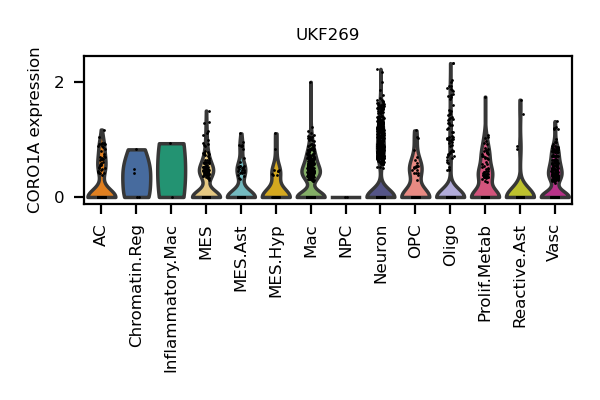 UKF269
CORO1A expression
2
0
AC
Chromatin.Reg
Inflammatory.Mac
MES
MES.Ast
MES.Hyp
Mac
NPC
Neuron
OPC
Oligo
Prolif.Metab
Reactive.Ast
Vasc